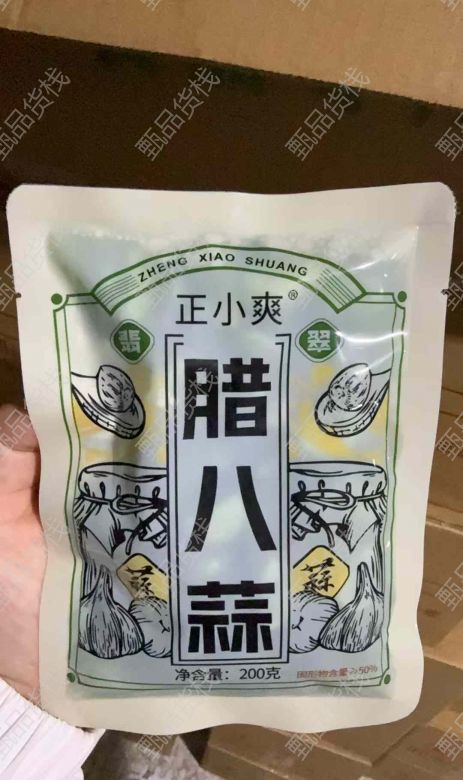 ZHENG XIAO SHUANG
正小爽®
翡 翠
腊八蒜
蒜 蒜
净含量：200克
固形物含量≥50%
甄品货栈